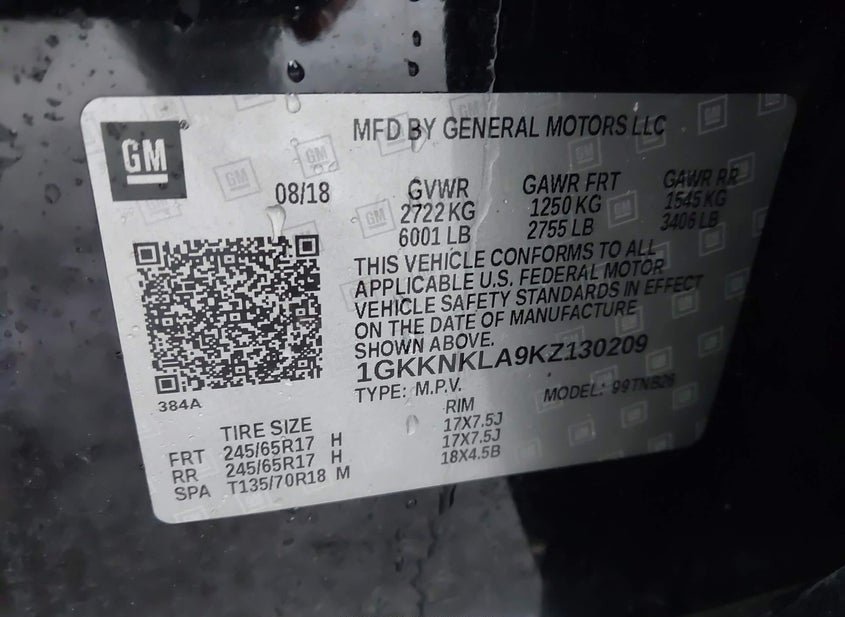 GM
MFD BY GENERAL MOTORS LLC
08/18
GVWR GAWR FRT GAWR RR
2722 KG 1250 KG 1545 KG
6001 LB 2755 LB 3406 LB
THIS VEHICLE CONFORMS TO ALL
APPLICABLE U.S. FEDERAL MOTOR
VEHICLE SAFETY STANDARDS IN EFFECT
ON THE DATE OF MANUFACTURE
SHOWN ABOVE.
1GKKNKLA9KZ130209
TYPE: M.P.V. MODEL: 99TNB26
384A
TIRE SIZE RIM
FRT 245/65R17 H 17X7.5J
RR 245/65R17 H 17X7.5J
SPA T135/70R18 M 18X4.5B